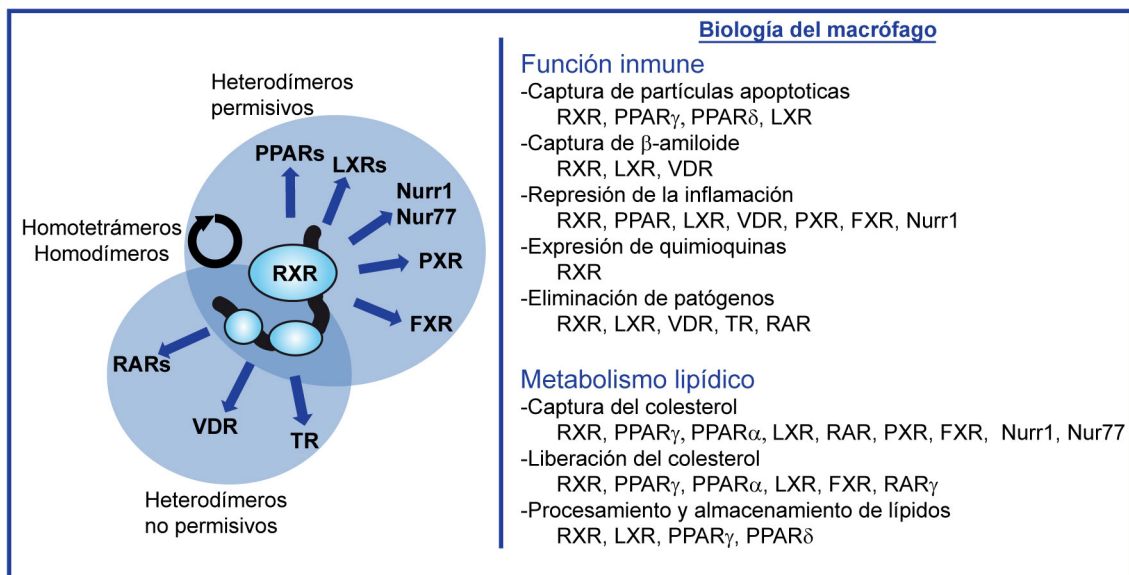 Heterodímeros
permisivos
PPARs
LXRs
Nurr1
Nur77
Homotetrámeros
Homodímeros
RXR
PXR
FXR
RARs
VDR
TR
Heterodímeros
no permisivos
Biología del macrófago
Función inmune
-Captura de partículas apoptoticas
RXR, PPARγ, PPARδ, LXR
-Captura de β-amiloide
RXR, LXR, VDR
-Represión de la inflamación
RXR, PPAR, LXR, VDR, PXR, FXR, Nurr1
-Expresión de quimioquinas
RXR
-Eliminación de patógenos
RXR, LXR, VDR, TR, RAR
Metabolismo lipídico
-Captura del colesterol
RXR, PPARγ, PPARα, LXR, RAR, PXR, FXR, Nurr1, Nur77
-Liberación del colesterol
RXR, PPARγ, PPARα, LXR, FXR, RARγ
-Procesamiento y almacenamiento de lípidos
RXR, LXR, PPARγ, PPARδ